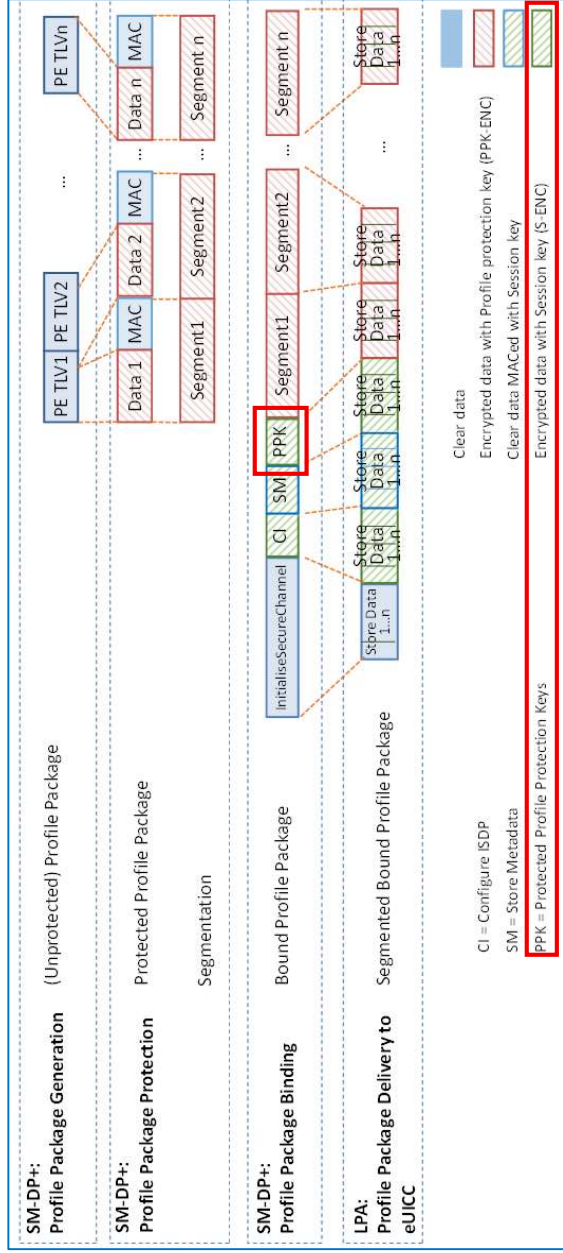 SM-DP+:
Profile Package Generation
(Unprotected) Profile Package
PE TLV1
PE TLV2
...
PE TLVn
SM-DP+:
Profile Package Protection
Protected Profile Package
Data 1
MAC
Data 2
MAC
...
Data n
MAC
Segmentation
Segment1
Segment2
...
Segment n
SM-DP+:
Profile Package Binding
Bound Profile Package
InitialiseSecureChannel
CI
SM
PPK
Segment1
Segment2
...
Segment n
LPA:
Profile Package Delivery to
eUICC
Segmented Bound Profile Package
Store Data
1...n
Store
Data
1...n
Store
Data
1...n
Store
Data
1...n
Store
Data
1...n
Store
Data
1...n
...
Store
Data
1...n
CI = Configure ISDP
SM = Store Metadata
PPK = Protected Profile Protection Keys
Clear data
Encrypted data with Profile protection key (PPK-ENC)
Clear data MACed with Session key
Encrypted data with Session key (S-ENC)